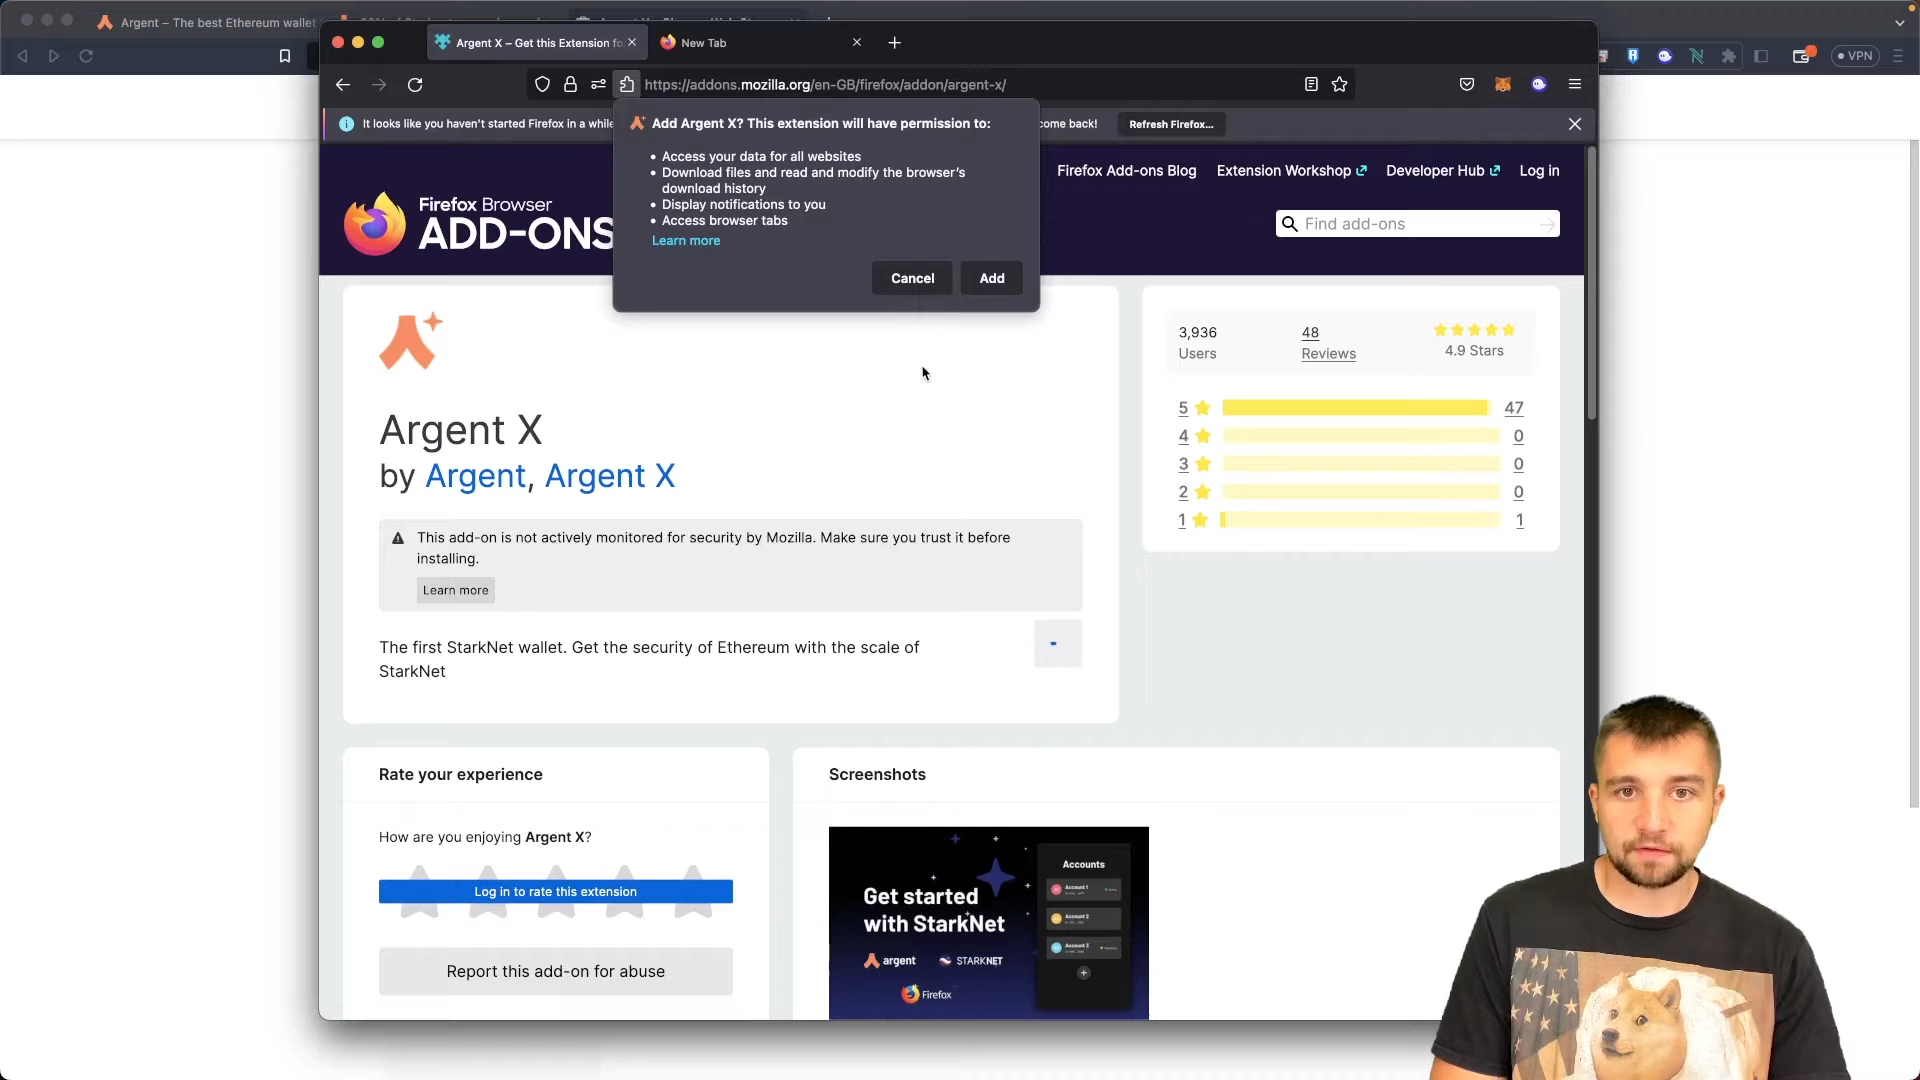 Argent – The best Ethereum wallet
VPN
Argent X – Get this Extension fo
New Tab
https://addons.mozilla.org/en-GB/firefox/addon/argent-x/
It looks like you haven't started Firefox in a while
come back!
Refresh Firefox...
Add Argent X? This extension will have permission to:
• Access your data for all websites
• Download files and read and modify the browser's
download history
• Display notifications to you
• Access browser tabs
Learn more
Cancel
Add
Firefox Browser
ADD-ONS
Firefox Add-ons Blog
Extension Workshop
Developer Hub
Log in
Find add-ons
Argent X
by Argent, Argent X
This add-on is not actively monitored for security by Mozilla. Make sure you trust it before
installing.
Learn more
The first StarkNet wallet. Get the security of Ethereum with the scale of
StarkNet
3,936
Users
48
Reviews
4.9 Stars
5 47
4 0
3 0
2 0
1 1
Rate your experience
How are you enjoying Argent X?
Log in to rate this extension
Report this add-on for abuse
Screenshots
Get started
with StarkNet
argent
STARKNET
Firefox
Accounts
Account 1
Account 2
Account 3